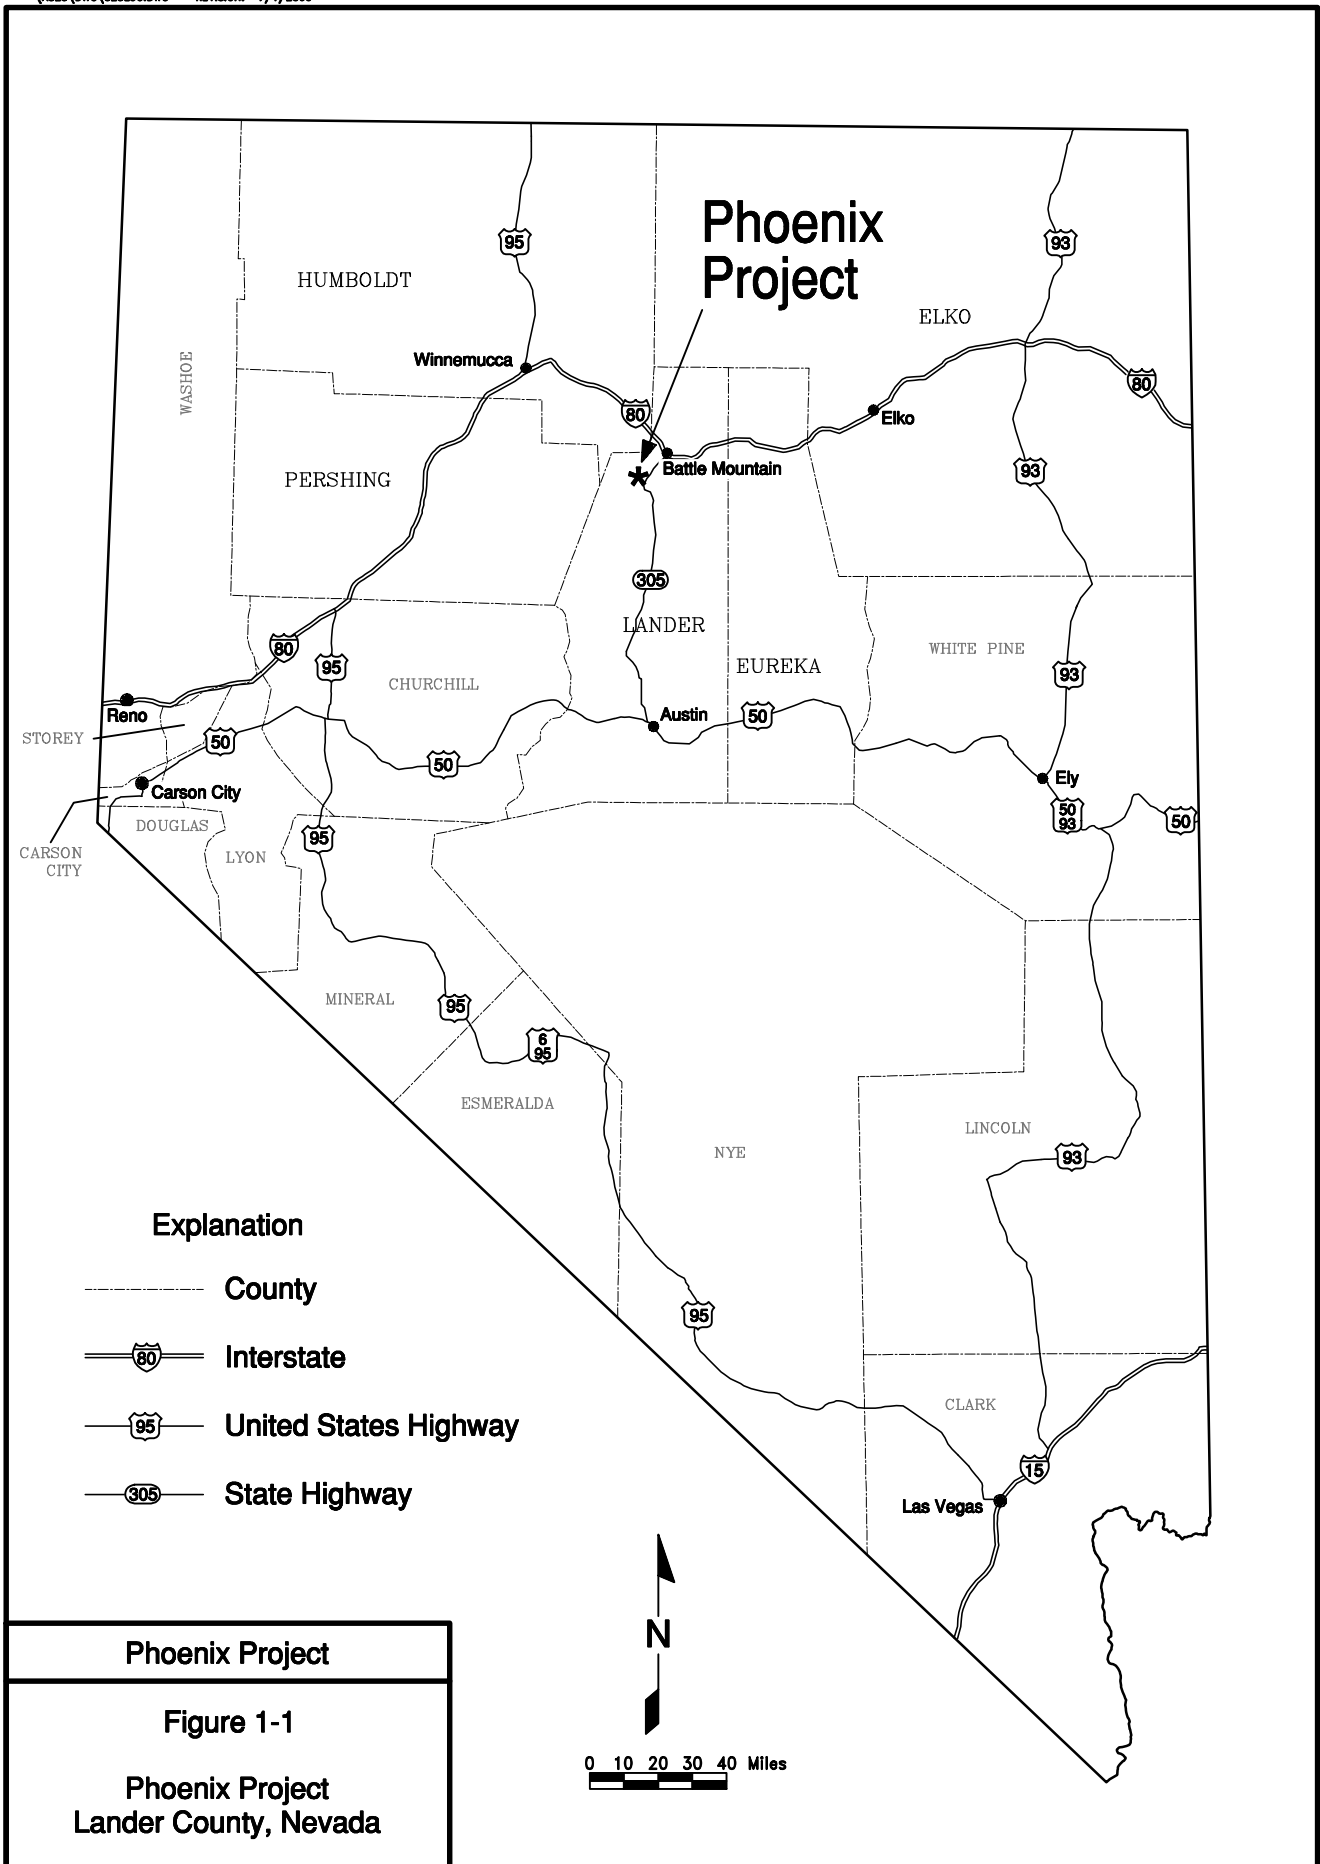 Phoenix
Project
95
93
HUMBOLDT
ELKO
WASHOE
Winnemucca
80
80
Elko
Battle Mountain
PERSHING
*
93
305
LANDER
EUREKA
WHITE PINE
80
95
93
CHURCHILL
Reno
Austin
50
STOREY
50
50
Ely
Carson City
50
93
50
DOUGLAS
95
LYON
CARSON
CITY
MINERAL
95
6
95
ESMERALDA
LINCOLN
NYE
93
Explanation
County
80 Interstate
95 United States Highway
305 State Highway
95
CLARK
15
Las Vegas
N
0 10 20 30 40 Miles
Phoenix Project
Figure 1-1
Phoenix Project
Lander County, Nevada